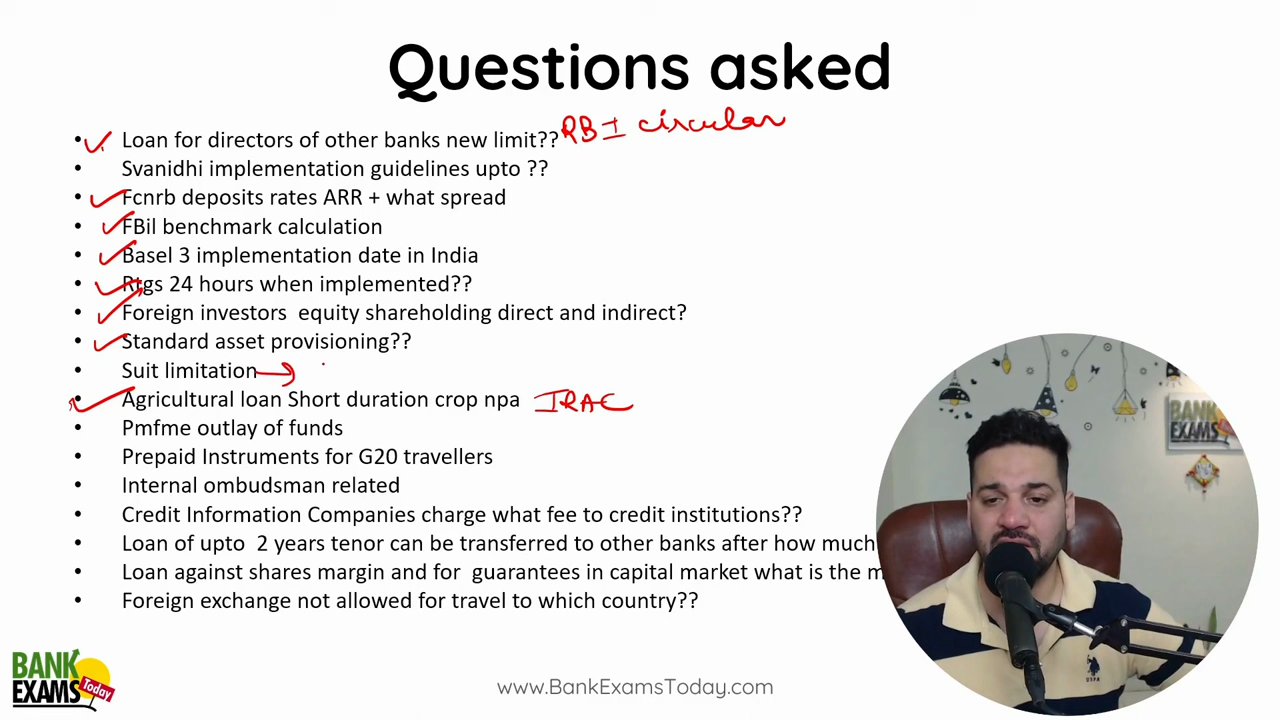 Questions asked
• Loan for directors of other banks new limit?? RBI circular
• Svanidhi implementation guidelines upto ??
• Fcnrb deposits rates ARR + what spread
• FBil benchmark calculation
• Basel 3 implementation date in India
• Rtgs 24 hours when implemented??
• Foreign investors equity shareholding direct and indirect?
• Standard asset provisioning??
• Suit limitation
• Agricultural loan Short duration crop npa IRAC
• Pmfme outlay of funds
• Prepaid Instruments for G20 travellers
• Internal ombudsman related
• Credit Information Companies charge what fee to credit institutions??
• Loan of upto 2 years tenor can be transferred to other banks after how much
• Loan against shares margin and for guarantees in capital market what is the m
• Foreign exchange not allowed for travel to which country??
BANK
EXAMS
BANK
EXAMS
Today
www.BankExamsToday.com